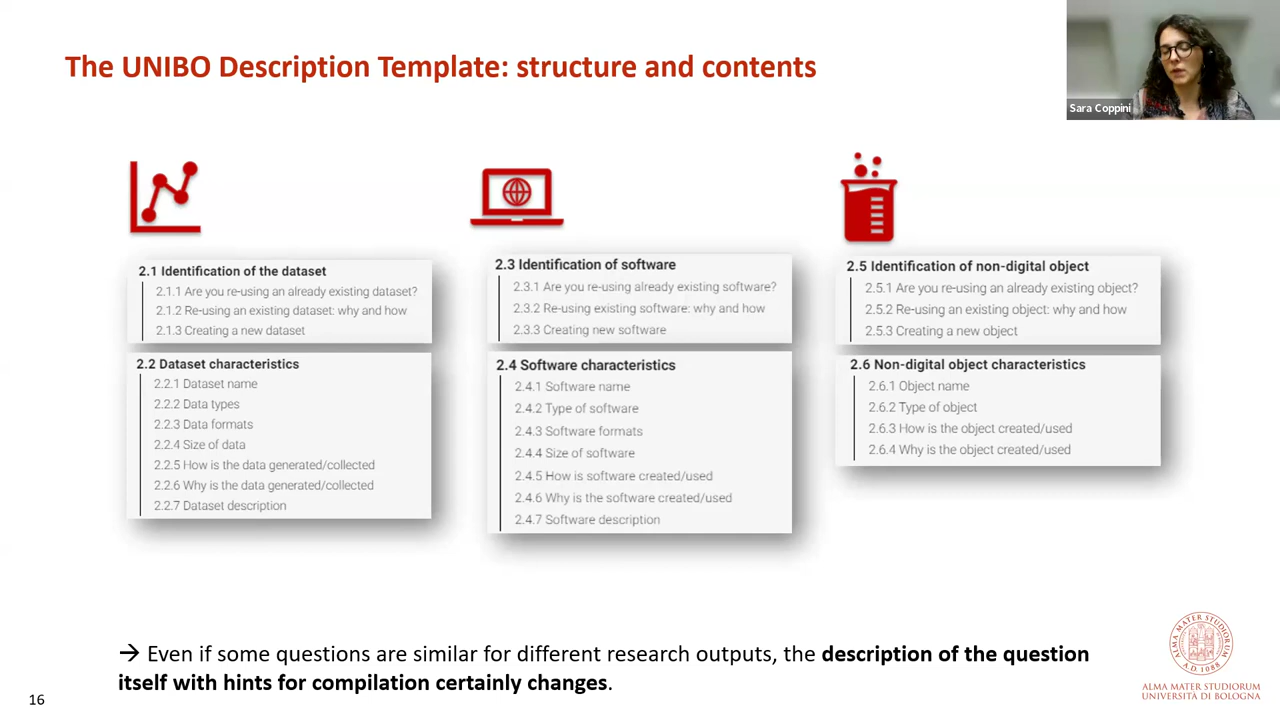 The UNIBO Description Template: structure and contents
Sara Coppini
2.1 Identification of the dataset
2.1.1 Are you re-using an already existing dataset?
2.1.2 Re-using an existing dataset: why and how
2.1.3 Creating a new dataset
2.2 Dataset characteristics
2.2.1 Dataset name
2.2.2 Data types
2.2.3 Data formats
2.2.4 Size of data
2.2.5 How is the data generated/collected
2.2.6 Why is the data generated/collected
2.2.7 Dataset description
2.3 Identification of software
2.3.1 Are you re-using already existing software?
2.3.2 Re-using existing software: why and how
2.3.3 Creating new software
2.4 Software characteristics
2.4.1 Software name
2.4.2 Type of software
2.4.3 Software formats
2.4.4 Size of software
2.4.5 How is software created/used
2.4.6 Why is the software created/used
2.4.7 Software description
2.5 Identification of non-digital object
2.5.1 Are you re-using an already existing object?
2.5.2 Re-using an existing object: why and how
2.5.3 Creating a new object
2.6 Non-digital object characteristics
2.6.1 Object name
2.6.2 Type of object
2.6.3 How is the object created/used
2.6.4 Why is the object created/used
→ Even if some questions are similar for different research outputs, the description of the question
itself with hints for compilation certainly changes.
16
ALMA MATER STUDIORUM
A.D. 1088
ALMA MATER STUDIORUM
UNIVERSITÀ DI BOLOGNA